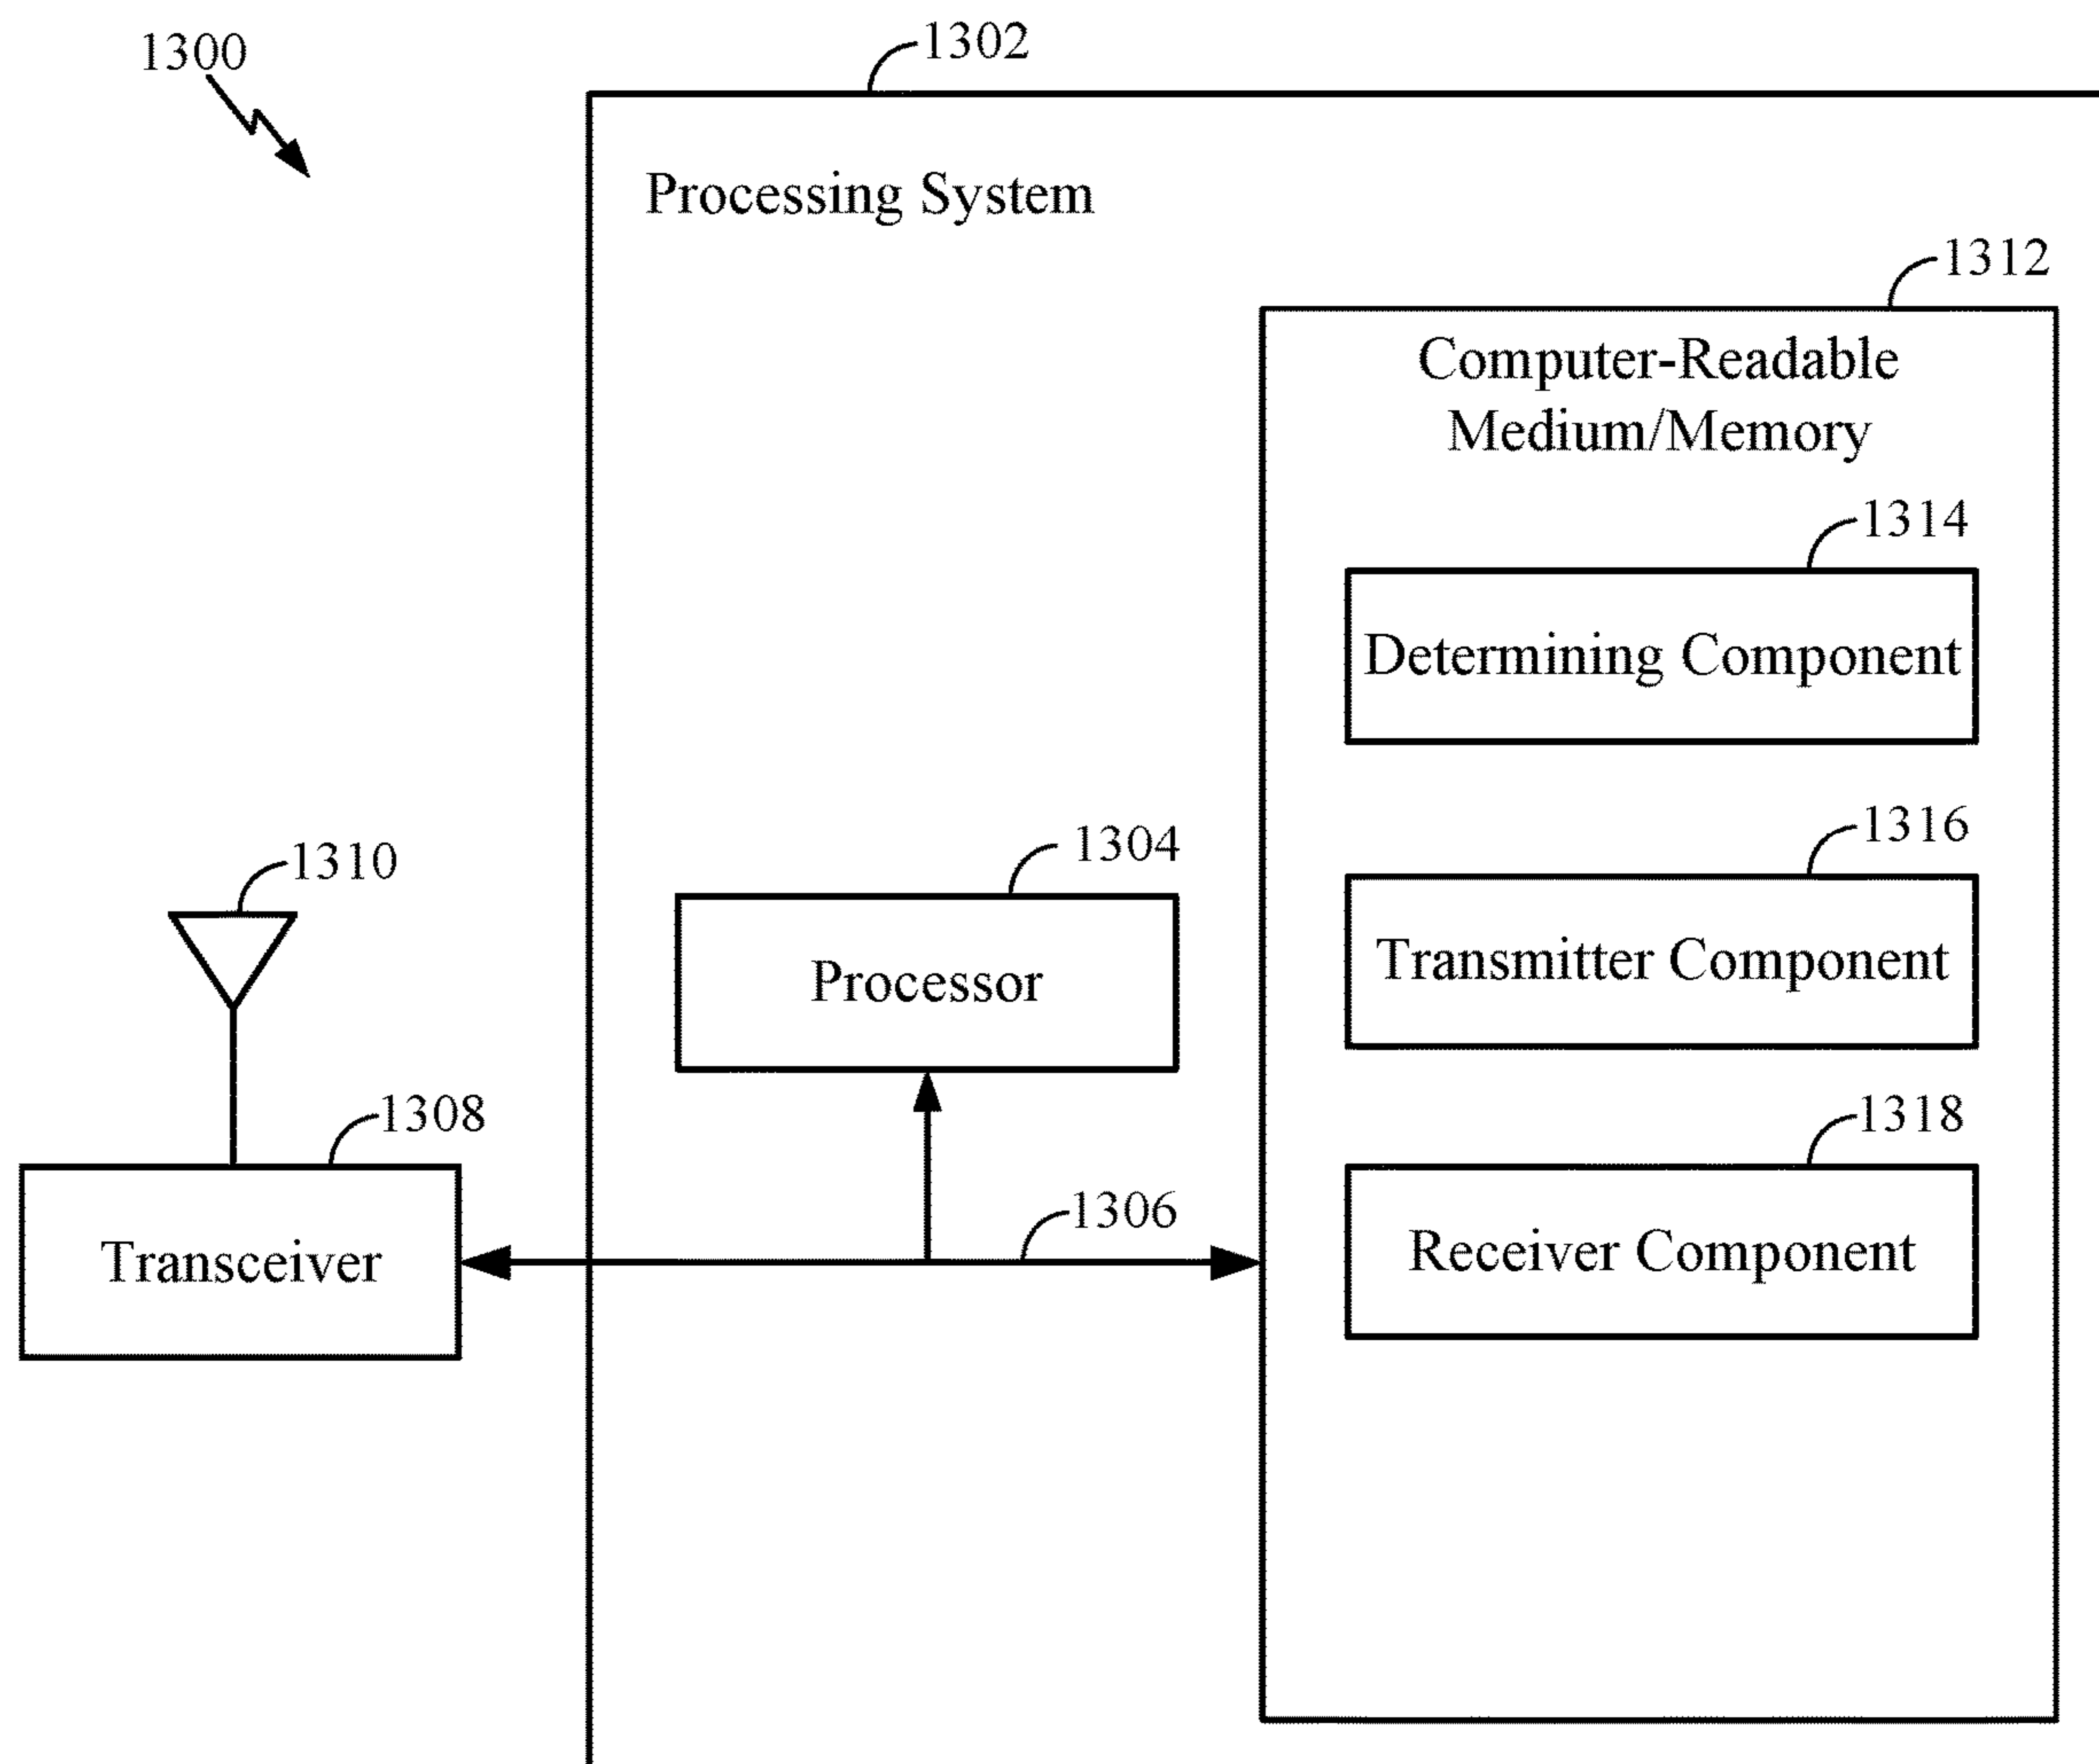 1300
1302
Processing System
1312
Computer-Readable
Medium/Memory
1314
Determining Component
1316
Transmitter Component
1304
Processor
1310
1308
Transceiver
1306
1318
Receiver Component